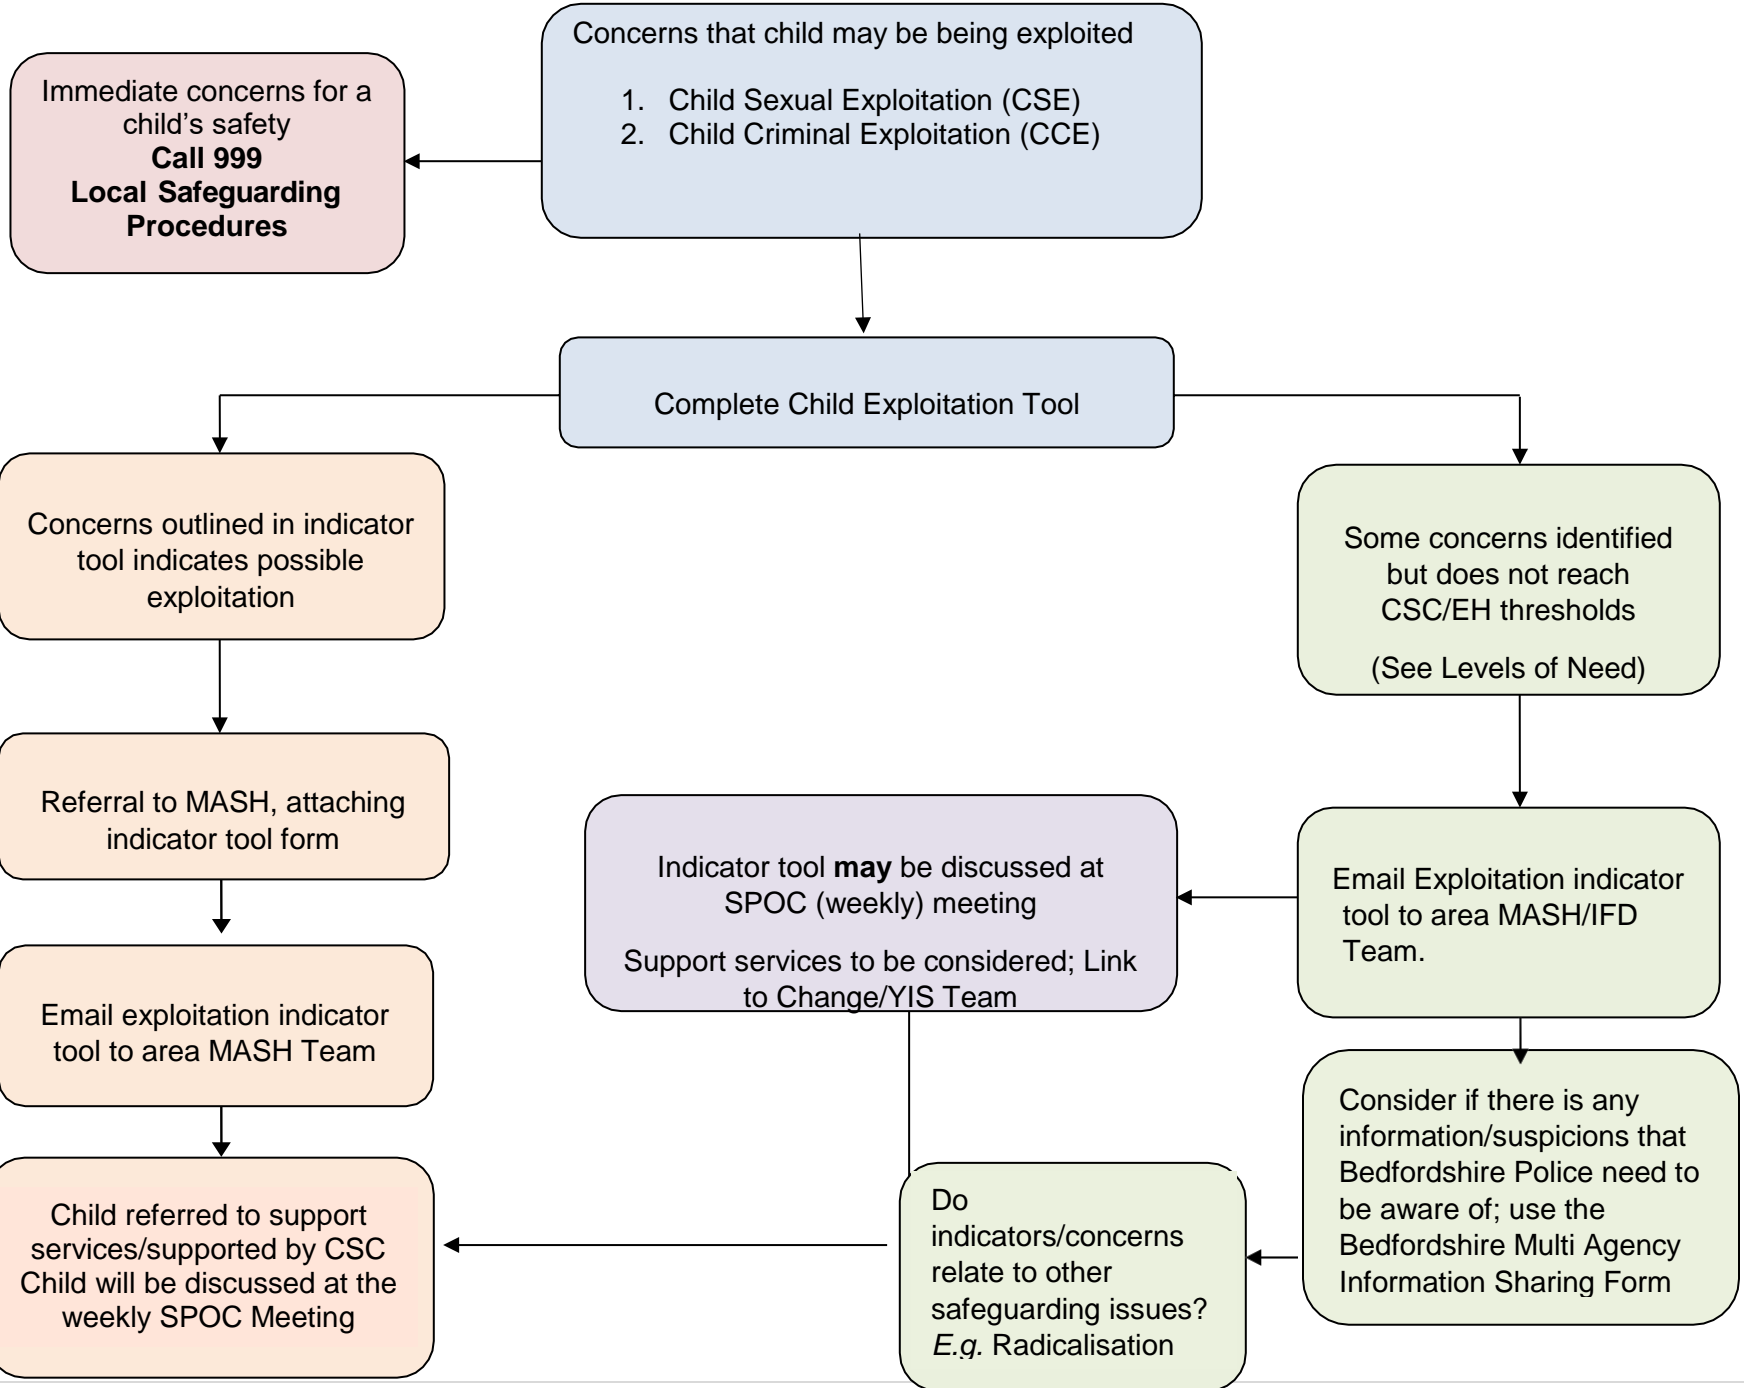 Concerns that child may be being exploited
1. Child Sexual Exploitation (CSE)
2. Child Criminal Exploitation (CCE)
Immediate concerns for a
child’s safety
Call 999
Local Safeguarding
Procedures
Complete Child Exploitation Tool
Concerns outlined in indicator
tool indicates possible
exploitation
Some concerns identified
but does not reach
CSC/EH thresholds
(See Levels of Need)
Referral to MASH, attaching
indicator tool form
Indicator tool may be discussed at
SPOC (weekly) meeting
Support services to be considered; Link
to Change/YIS Team
Email Exploitation indicator
tool to area MASH/IFD
Team.
Email exploitation indicator
tool to area MASH Team
Consider if there is any
information/suspicions that
Bedfordshire Police need to
be aware of; use the
Bedfordshire Multi Agency
Information Sharing Form
Do
indicators/concerns
relate to other
safeguarding issues?
E.g. Radicalisation
Child referred to support
services/supported by CSC
Child will be discussed at the
weekly SPOC Meeting